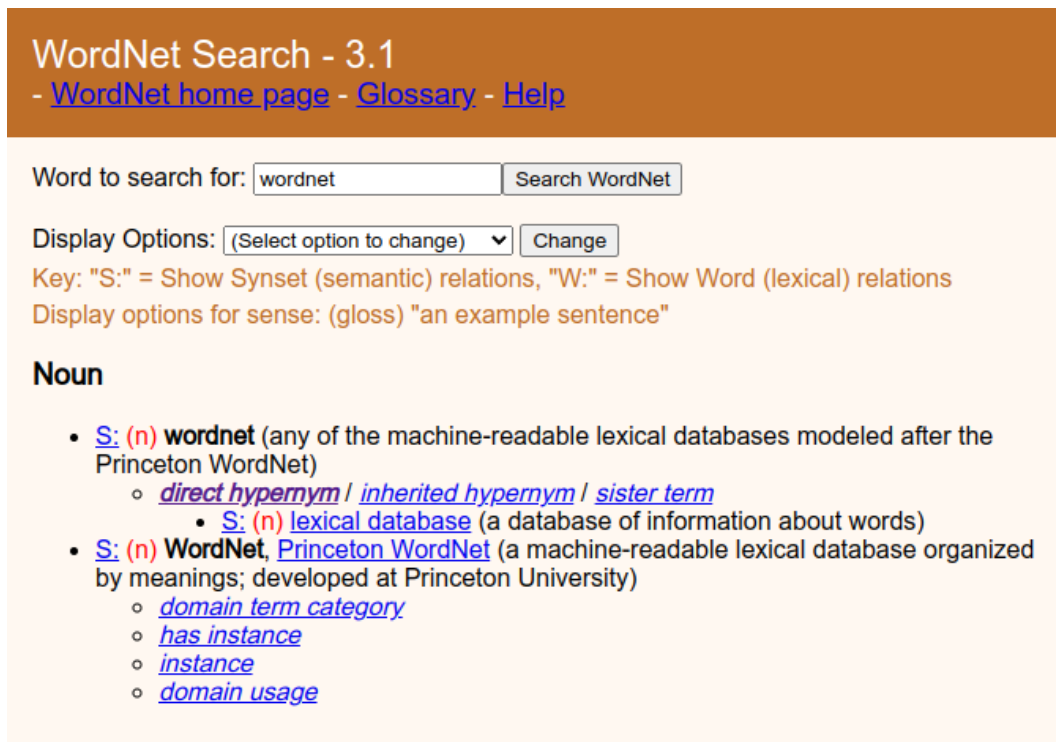 WordNet Search - 3.1
- WordNet home page - Glossary - Help
Word to search for: wordnet Search WordNet
Display Options: (Select option to change) Change
Key: "S:" = Show Synset (semantic) relations, "W:" = Show Word (lexical) relations
Display options for sense: (gloss) "an example sentence"
Noun
• S: (n) wordnet (any of the machine-readable lexical databases modeled after the
Princeton WordNet)
◦ direct hypernym / inherited hypernym / sister term
• S: (n) lexical database (a database of information about words)
• S: (n) WordNet, Princeton WordNet (a machine-readable lexical database organized
by meanings; developed at Princeton University)
◦ domain term category
◦ has instance
◦ instance
◦ domain usage